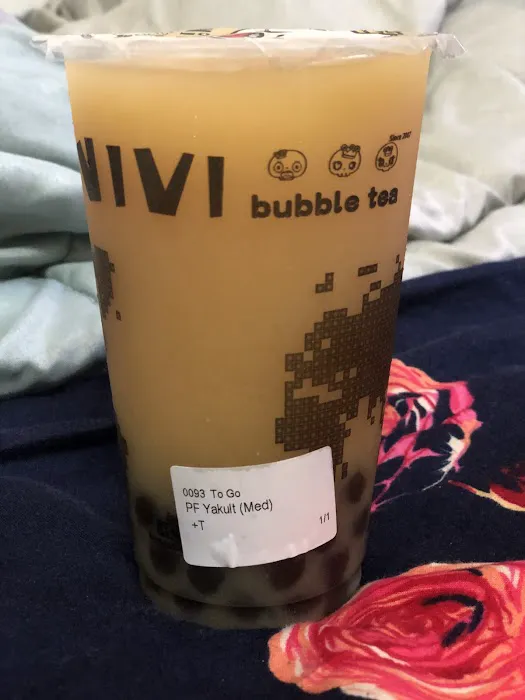 NIVI
Since 2007
bubble tea
0093 To Go
PF Yakult (Med)
+T
1/1